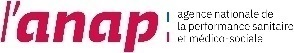 l'anap
agence nationale de
la performance sanitaire
et médico-sociale